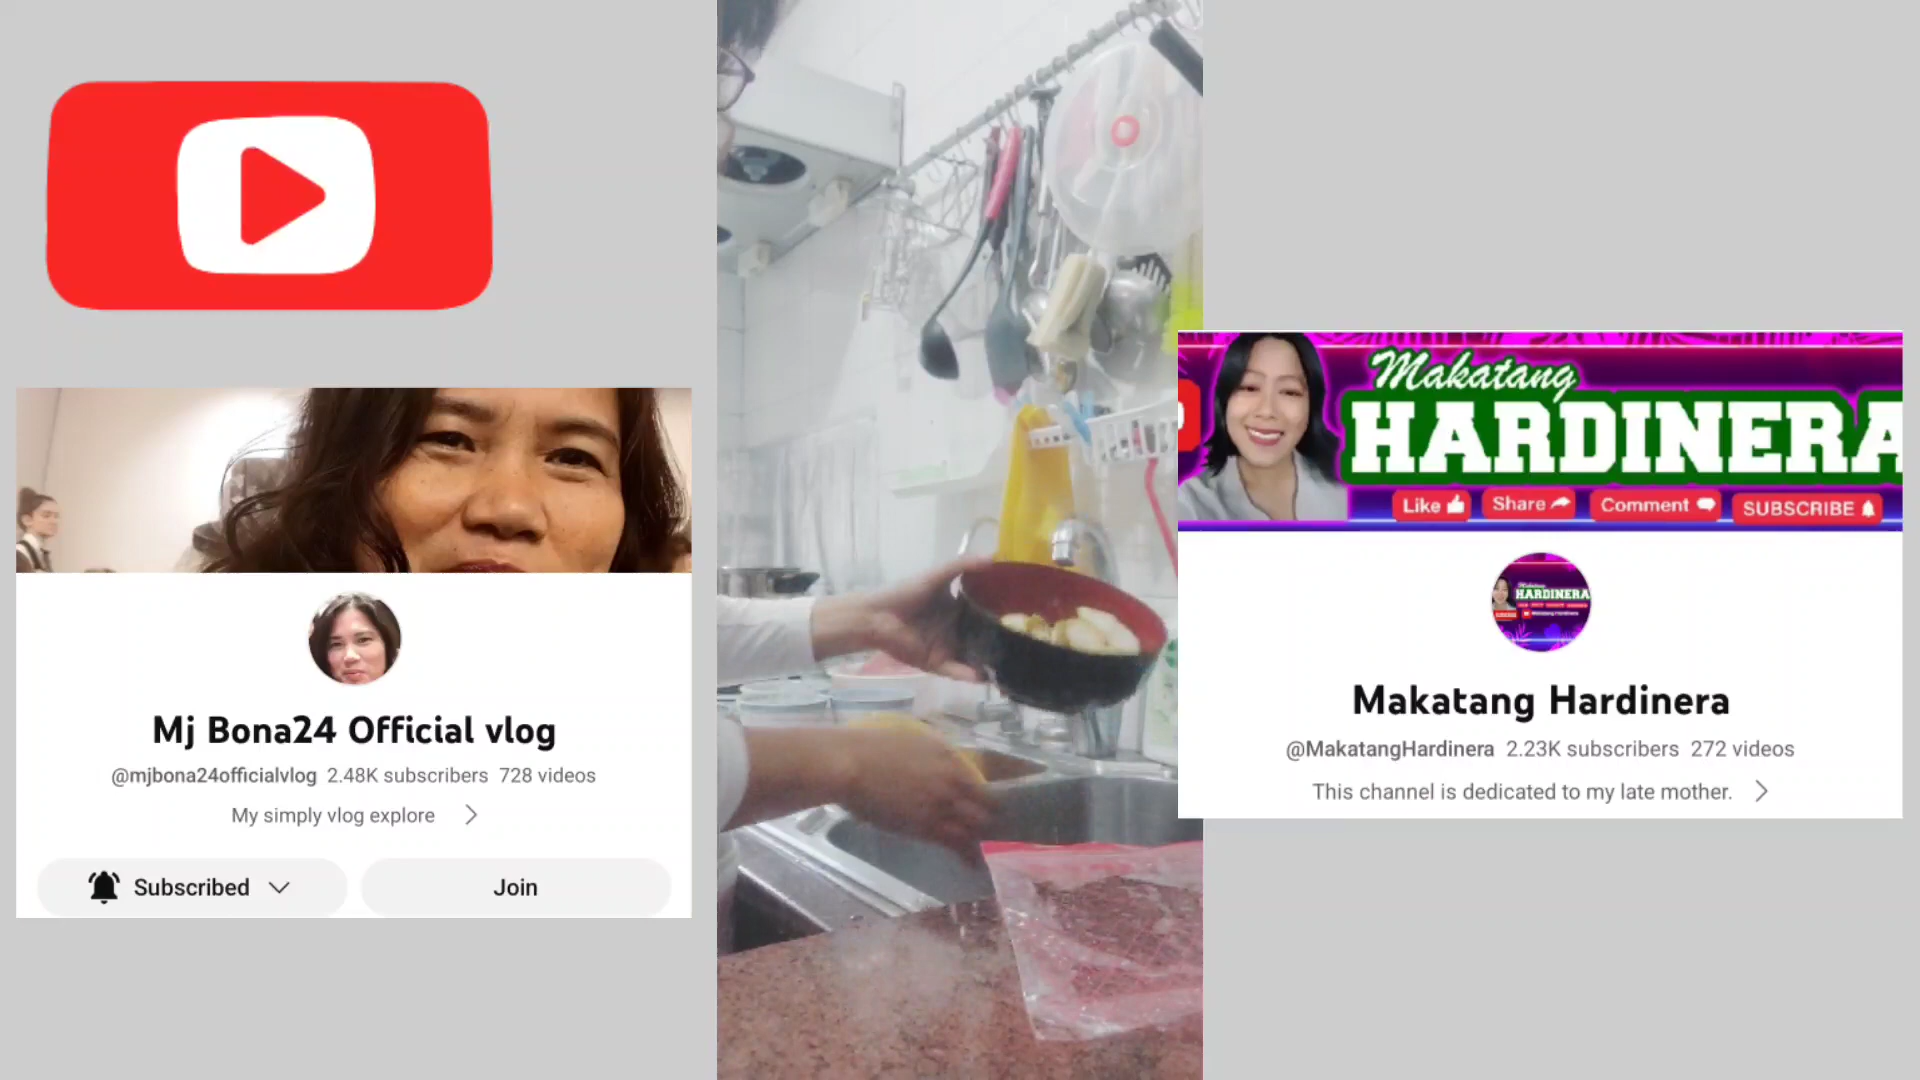 Mj Bona24 Official vlog
@mjbona24officialvlog 2.48K subscribers 728 videos
My simply vlog explore
Subscribed
Join
Makatang
HARDINERA
Like
Share
Comment
SUBSCRIBE
HARDINERA
Makatang Hardinera
@MakatangHardinera 2.23K subscribers 272 videos
This channel is dedicated to my late mother.